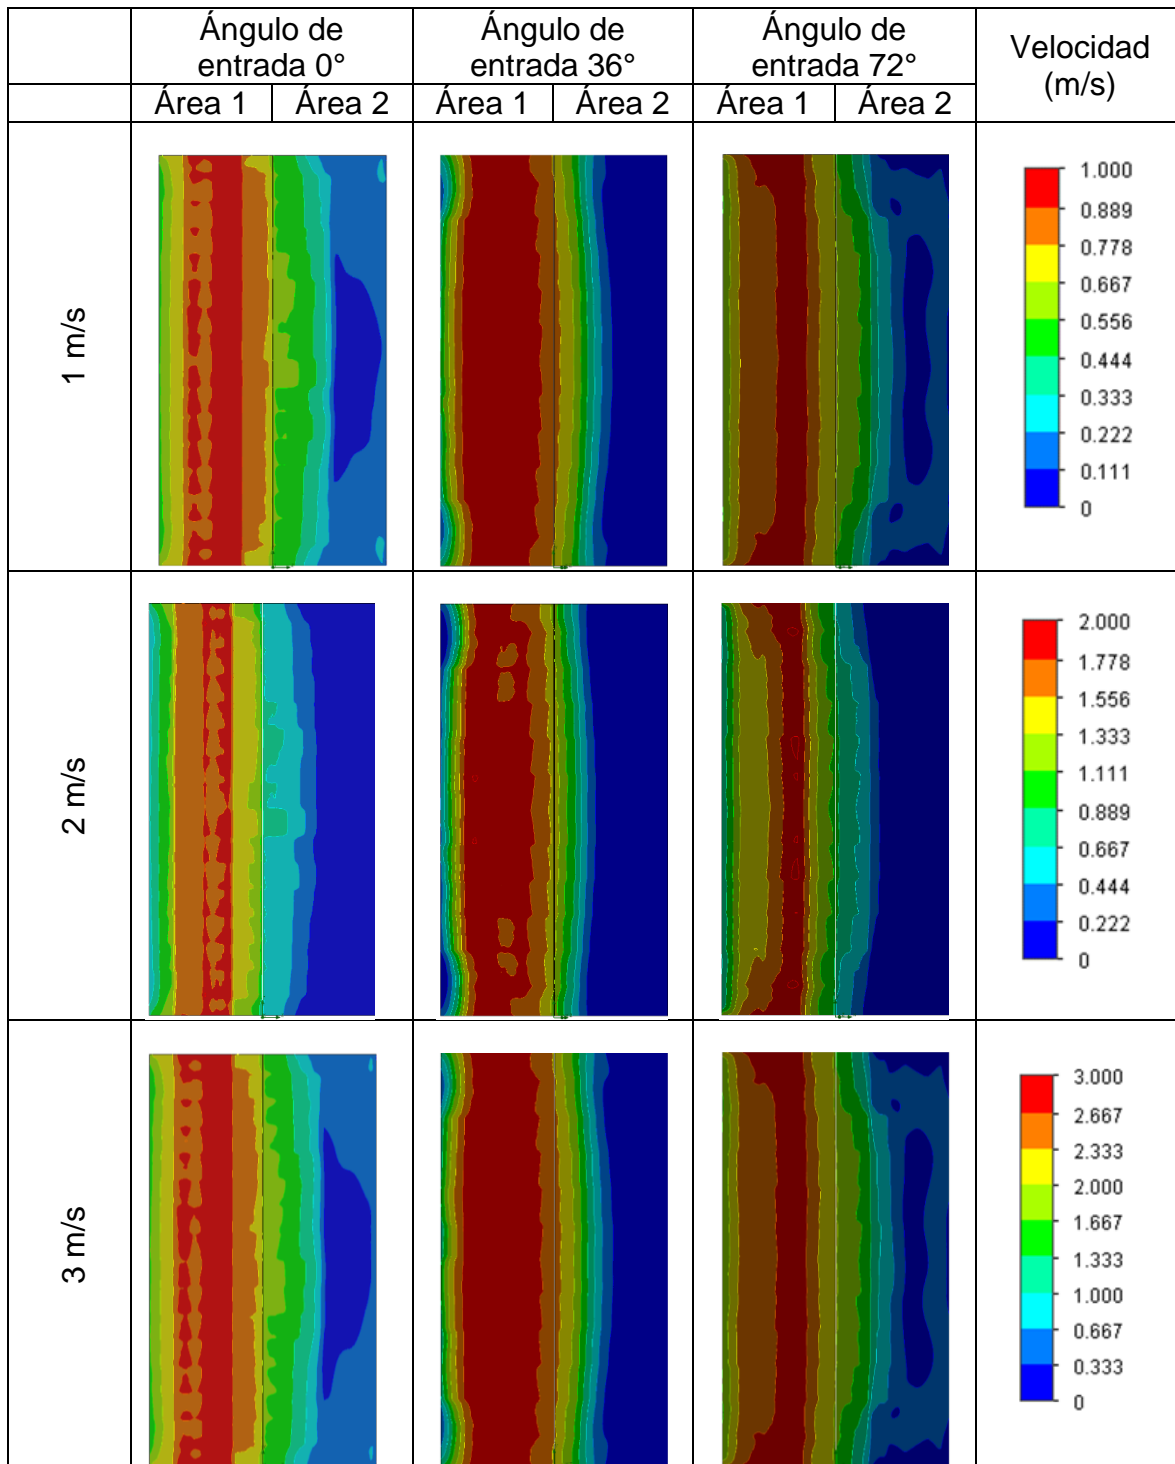 Ángulo de
entrada 0°
Ángulo de
entrada 36°
Ángulo de
entrada 72°
Velocidad
(m/s)
Área 1
Área 2
Área 1
Área 2
Área 1
Área 2
1 m/s
1.000
0.889
0.778
0.667
0.556
0.444
0.333
0.222
0.111
0
2 m/s
2.000
1.778
1.556
1.333
1.111
0.889
0.667
0.444
0.222
0
3 m/s
3.000
2.667
2.333
2.000
1.667
1.333
1.000
0.667
0.333
0